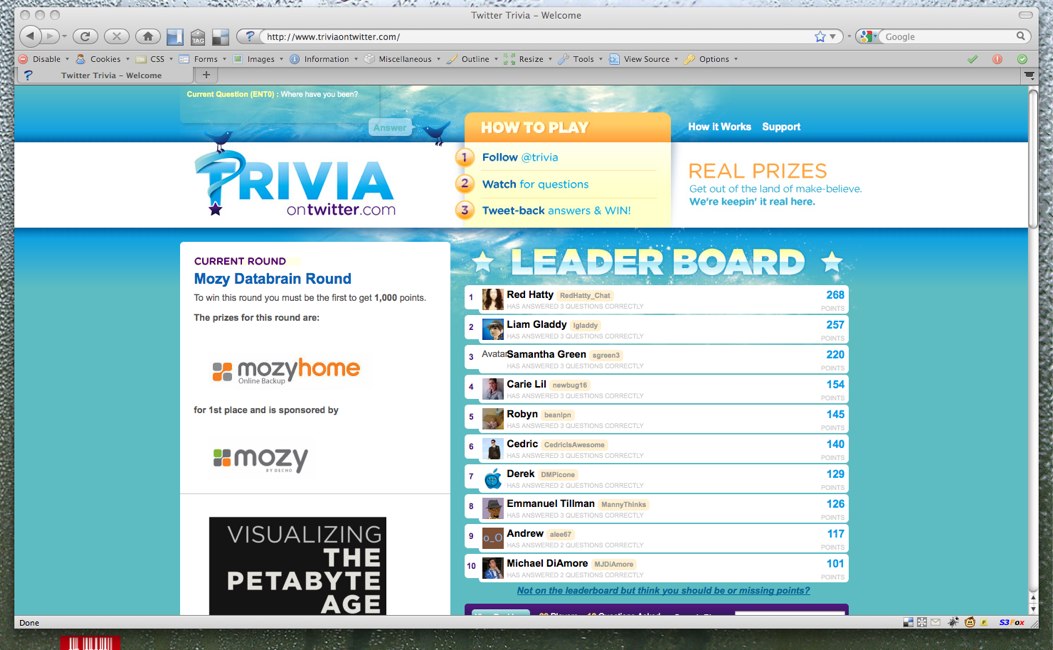 Twitter Trivia – Welcome
http://www.triviaontwitter.com/
Google
Disable Cookies CSS Forms Images Information Miscellaneous Outline Resize Tools View Source Options
Twitter Trivia – Welcome
Current Question (ENT0) : Where have you been?
Answer
HOW TO PLAY
How it Works Support
1 Follow @trivia
2 Watch for questions
3 Tweet-back answers & WIN!
TRIVIA
ontwitter.com
REAL PRIZES
Get out of the land of make-believe.
We're keepin' it real here.
CURRENT ROUND
Mozy Databrain Round
To win this round you must be the first to get 1,000 points.
The prizes for this round are:
mozyhome
Online Backup
for 1st place and is sponsored by
mozy
BY DECHO
VISUALIZING
THE
PETABYTE
AGE
LEADER BOARD
1 Red Hatty RedHatty_Chat 268
HAS ANSWERED 3 QUESTIONS CORRECTLY POINTS
2 Liam Gladdy lgladdy 257
HAS ANSWERED 3 QUESTIONS CORRECTLY POINTS
3 Avatar Samantha Green sgreen3 220
HAS ANSWERED 3 QUESTIONS CORRECTLY POINTS
4 Carie Lil newbug16 154
HAS ANSWERED 3 QUESTIONS CORRECTLY POINTS
5 Robyn beanipn 145
HAS ANSWERED 3 QUESTIONS CORRECTLY POINTS
6 Cedric CedricIsAwesome 140
HAS ANSWERED 3 QUESTIONS CORRECTLY POINTS
7 Derek DMPicone 129
HAS ANSWERED 2 QUESTIONS CORRECTLY POINTS
8 Emmanuel Tillman MannyThinks 126
HAS ANSWERED 3 QUESTIONS CORRECTLY POINTS
9 o_O Andrew alee67 117
HAS ANSWERED 2 QUESTIONS CORRECTLY POINTS
10 Michael DiAmore MJDiAmore 101
HAS ANSWERED 2 QUESTIONS CORRECTLY POINTS
Not on the leaderboard but think you should be or missing points?
Done
S3Fox